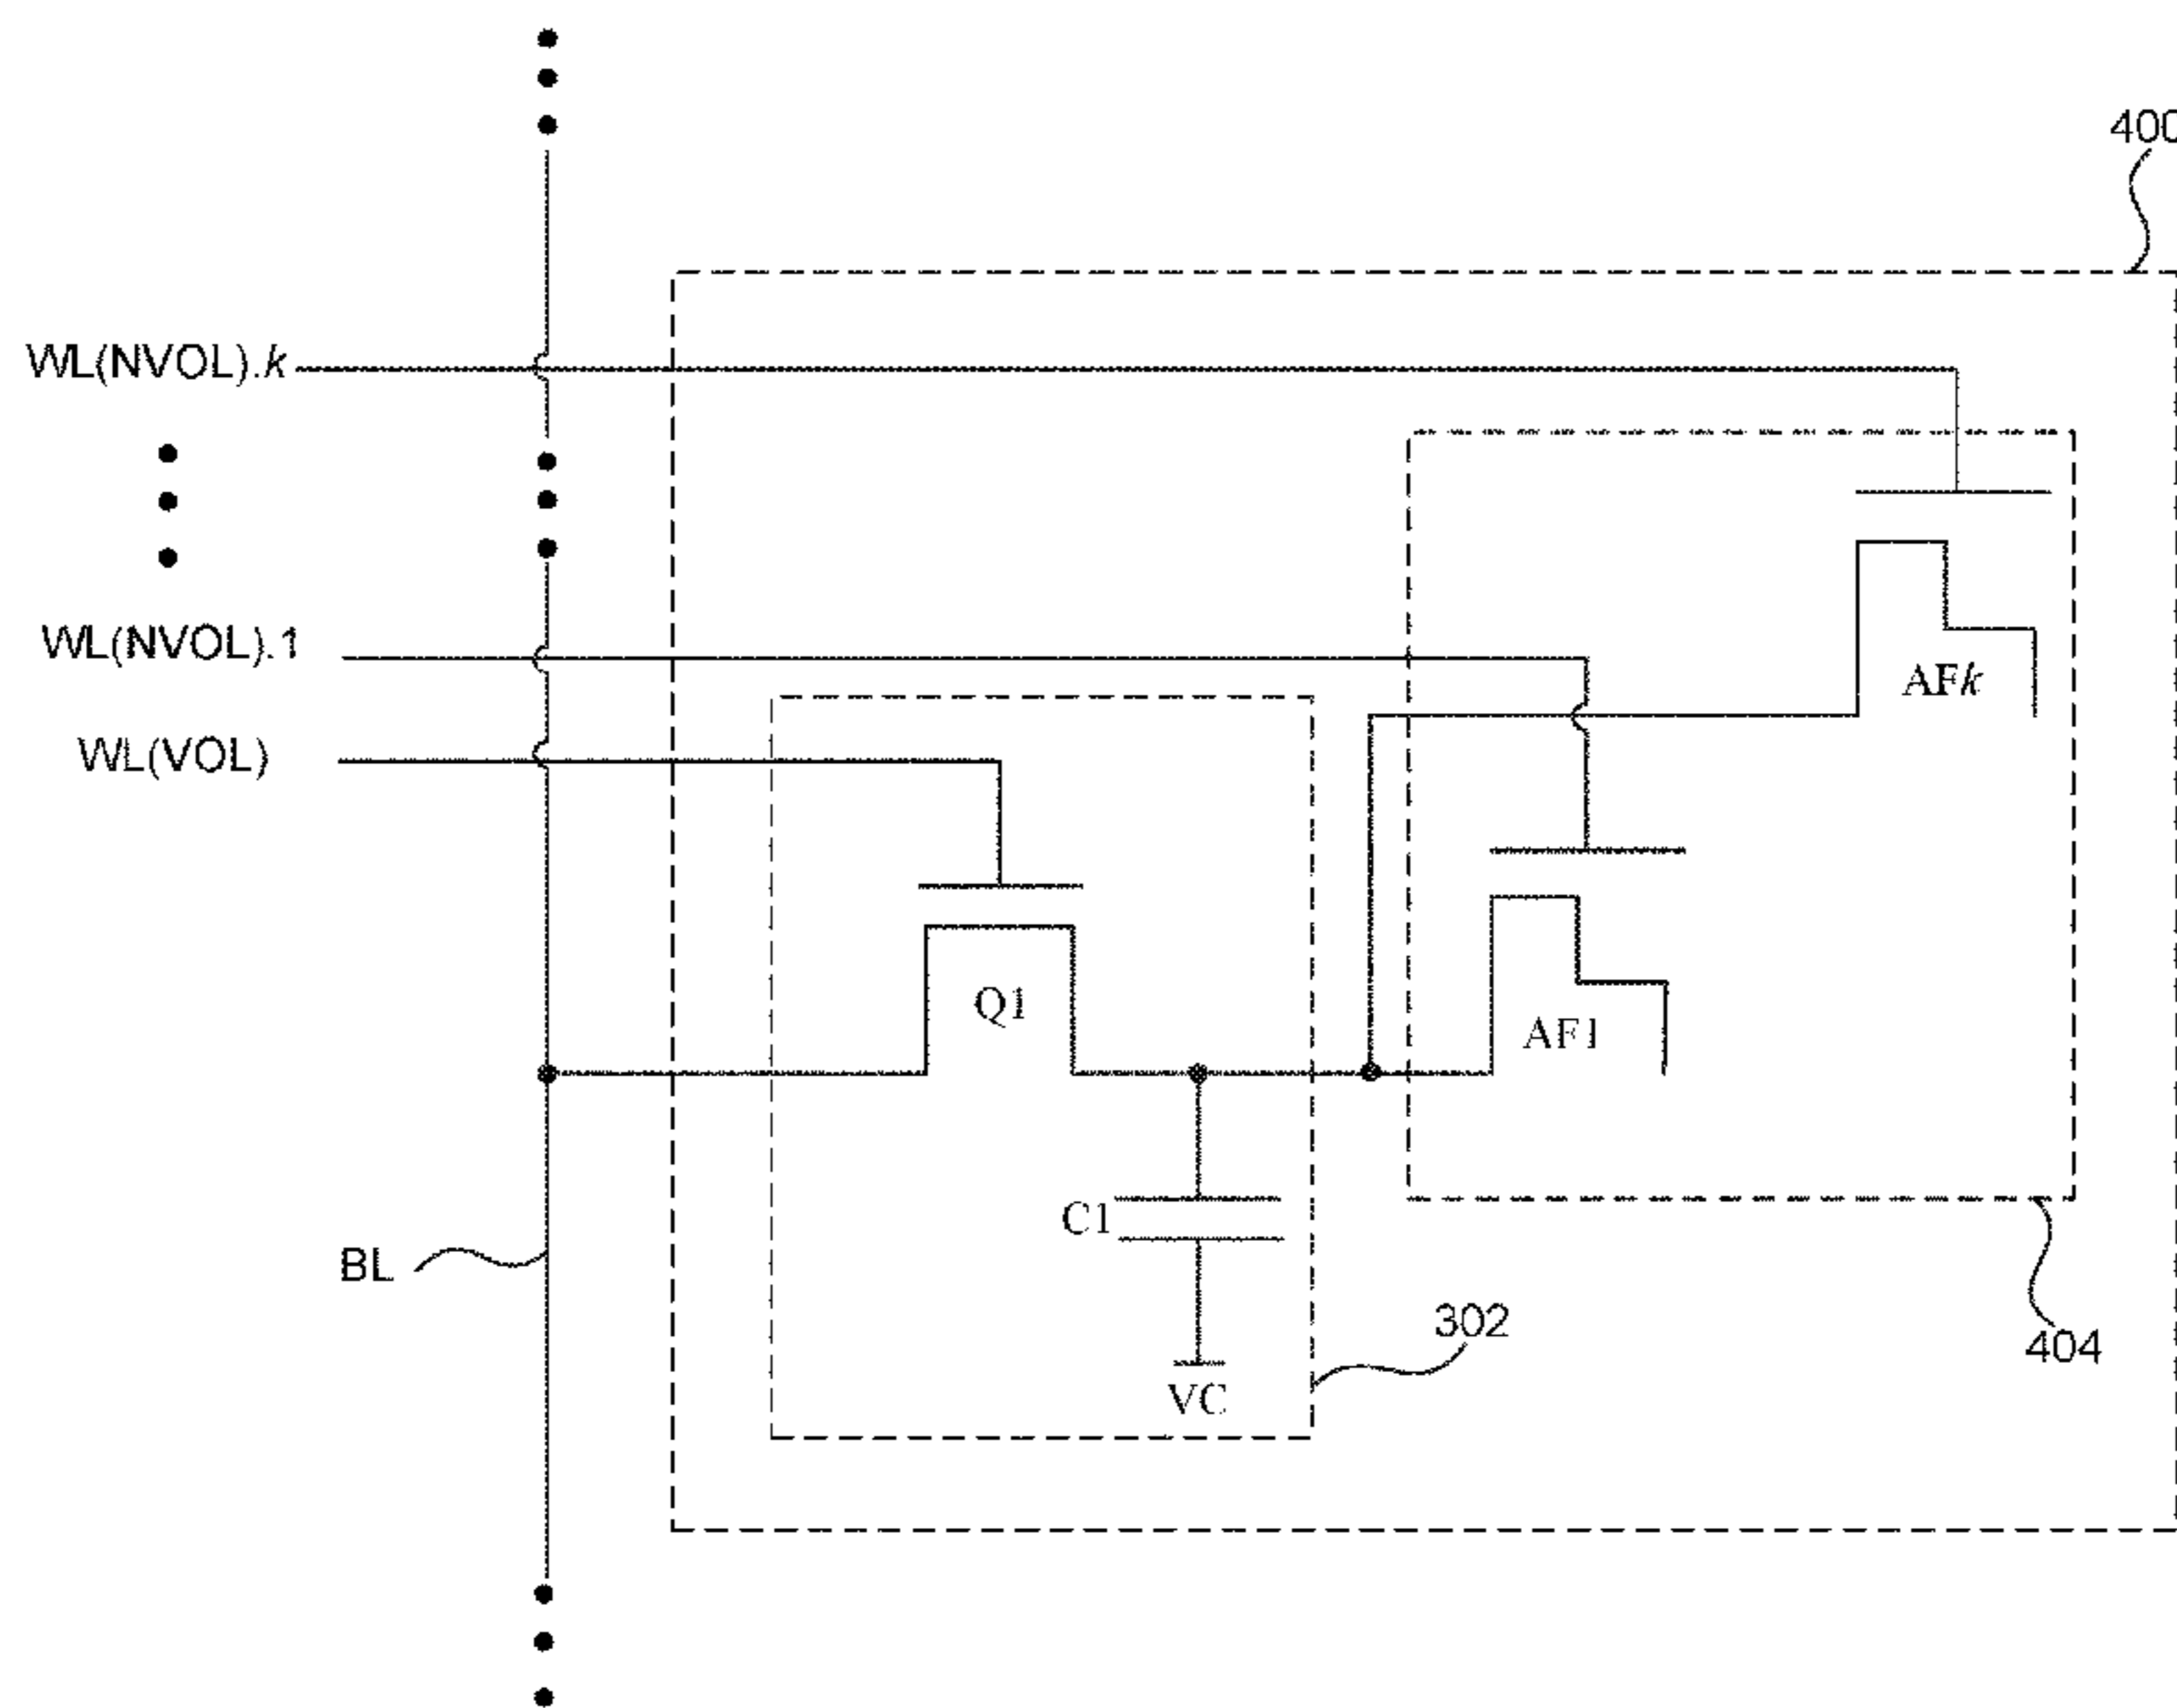 400
WL(NVOL).k
WL(NVOL).1
AFk
WL(VOL)
Q1
AF1
C1
BL
302
404
VC